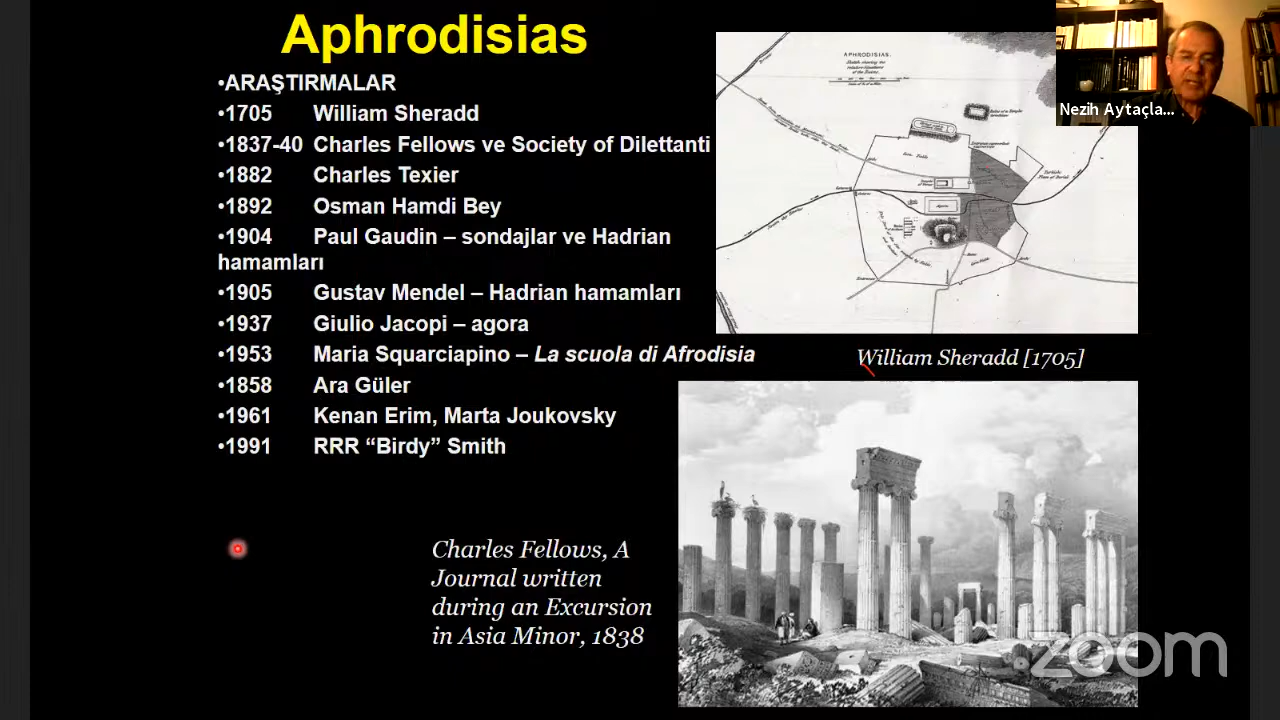 Aphrodisias
•ARAŞTIRMALAR
•1705 William Sheradd
•1837-40 Charles Fellows ve Society of Dilettanti
•1882 Charles Texier
•1892 Osman Hamdi Bey
•1904 Paul Gaudin – sondajlar ve Hadrian
hamamları
•1905 Gustav Mendel – Hadrian hamamları
•1937 Giulio Jacopi – agora
•1953 Maria Squarciapino – La scuola di Afrodisia
•1858 Ara Güler
•1961 Kenan Erim, Marta Joukovsky
•1991 RRR “Birdy” Smith
APHRODISIAS.
Nezih Aytaçla...
William Sheradd [1705]
Charles Fellows, A
Journal written
during an Excursion
in Asia Minor, 1838
zoom